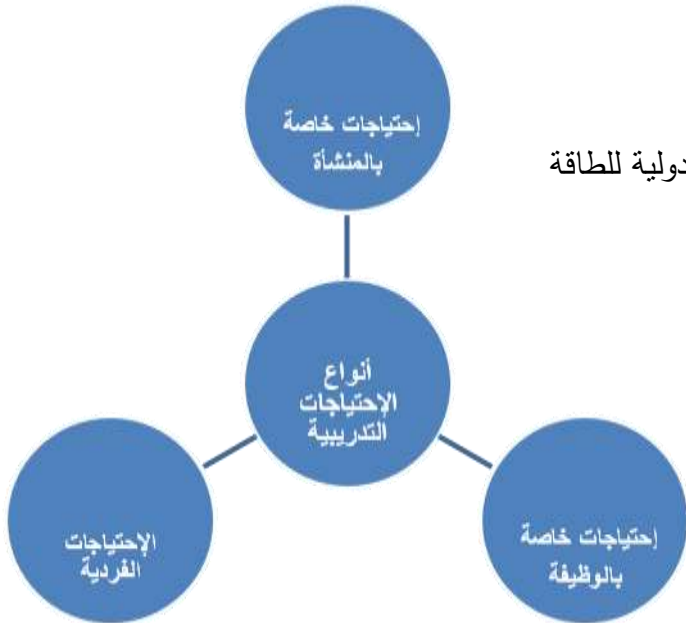 إحتياجات خاصة
بالمنشأة
دولية للطاقة
أنواع
الإحتياجات
التدريبية
إحتياجات خاصة
بالوظيفة
الإحتياجات
الفردية